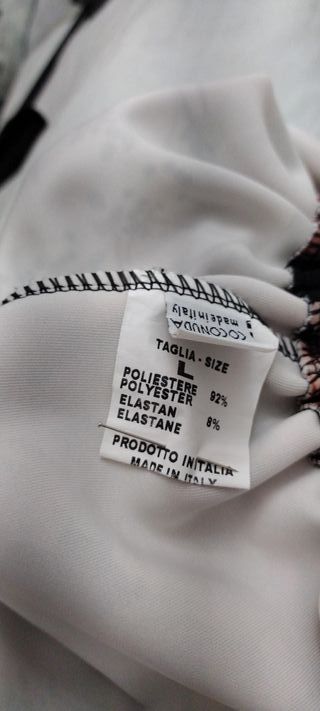 COCONUDA
made in italy
TAGLIA - SIZE
L
POLIESTERE 92%
POLYESTER
ELASTAN 8%
ELASTANE
PRODOTTO IN ITALIA
MADE IN ITALY